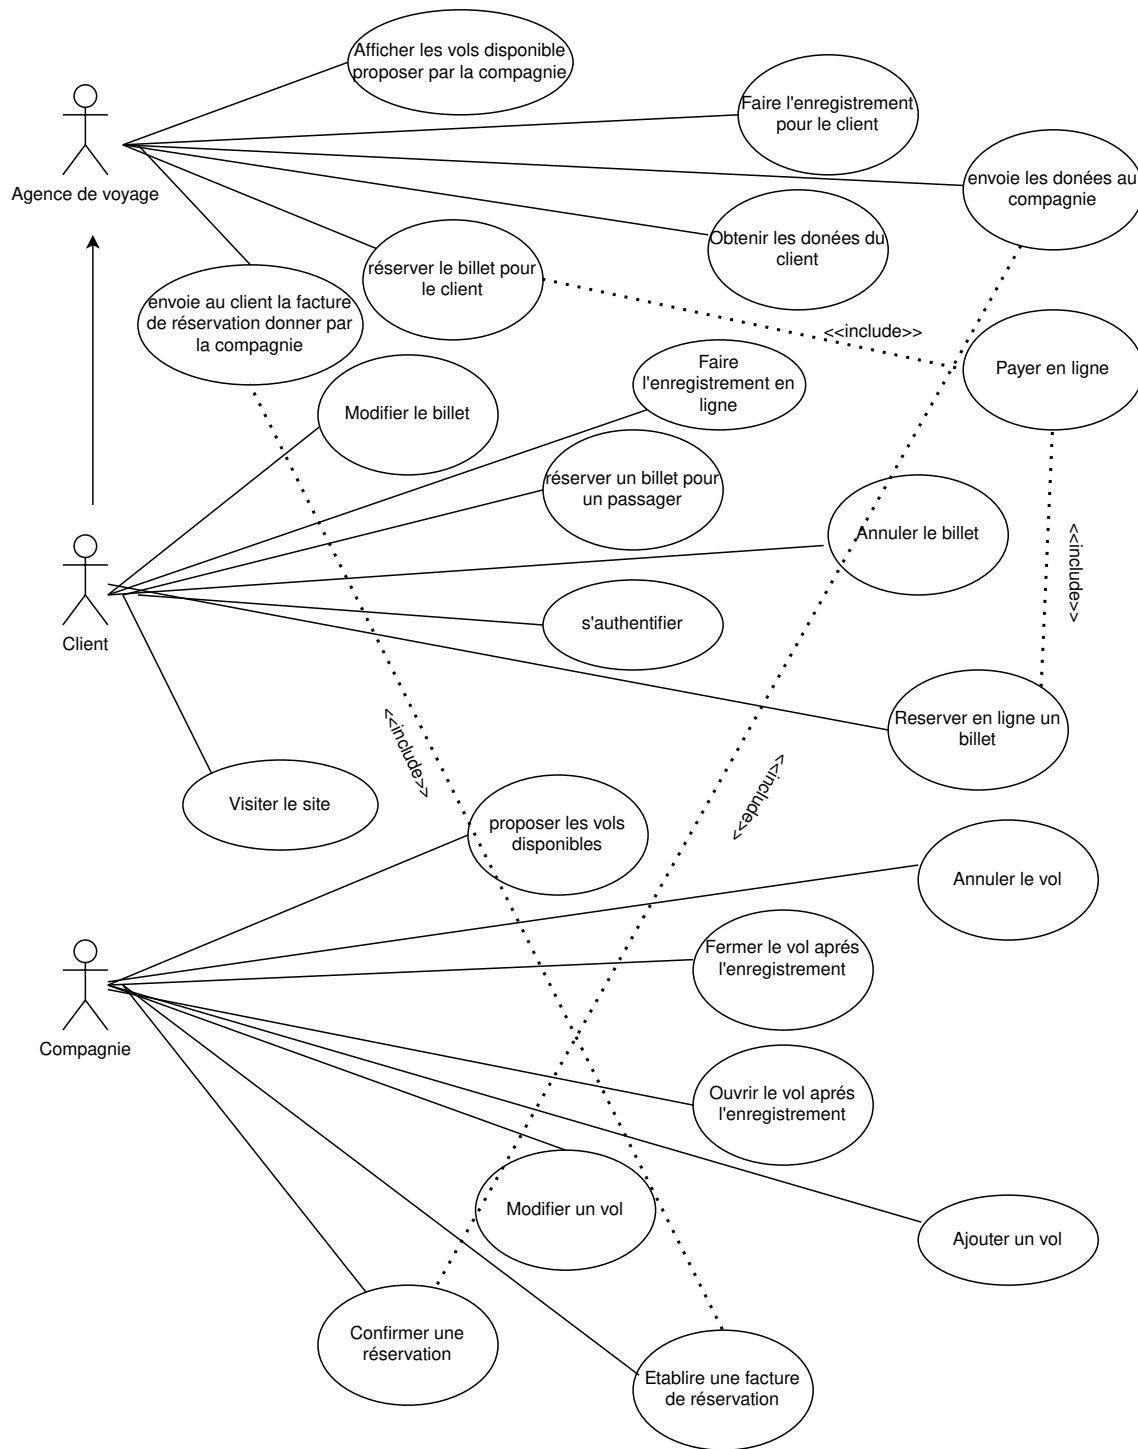 Afficher les vols disponible
proposer par la compagnie
Faire l'enregistrement
pour le client
envoie les donées au
compagnie
Agence de voyage
Obtenir les donées du
client
réserver le billet pour
le client
envoie au client la facture
de réservation donner par
la compagnie
<<include>>
Payer en ligne
Faire
l'enregistrement en
ligne
Modifier le billet
réserver un billet pour
un passager
Annuler le billet
<<include>>
s'authentifier
Client
Reserver en ligne un
billet
<<include>>
<<include>>
Visiter le site
proposer les vols
disponibles
Annuler le vol
Fermer le vol aprés
l'enregistrement
Compagnie
Ouvrir le vol aprés
l'enregistrement
Modifier un vol
Ajouter un vol
Confirmer une
réservation
Etablire une facture
de réservation